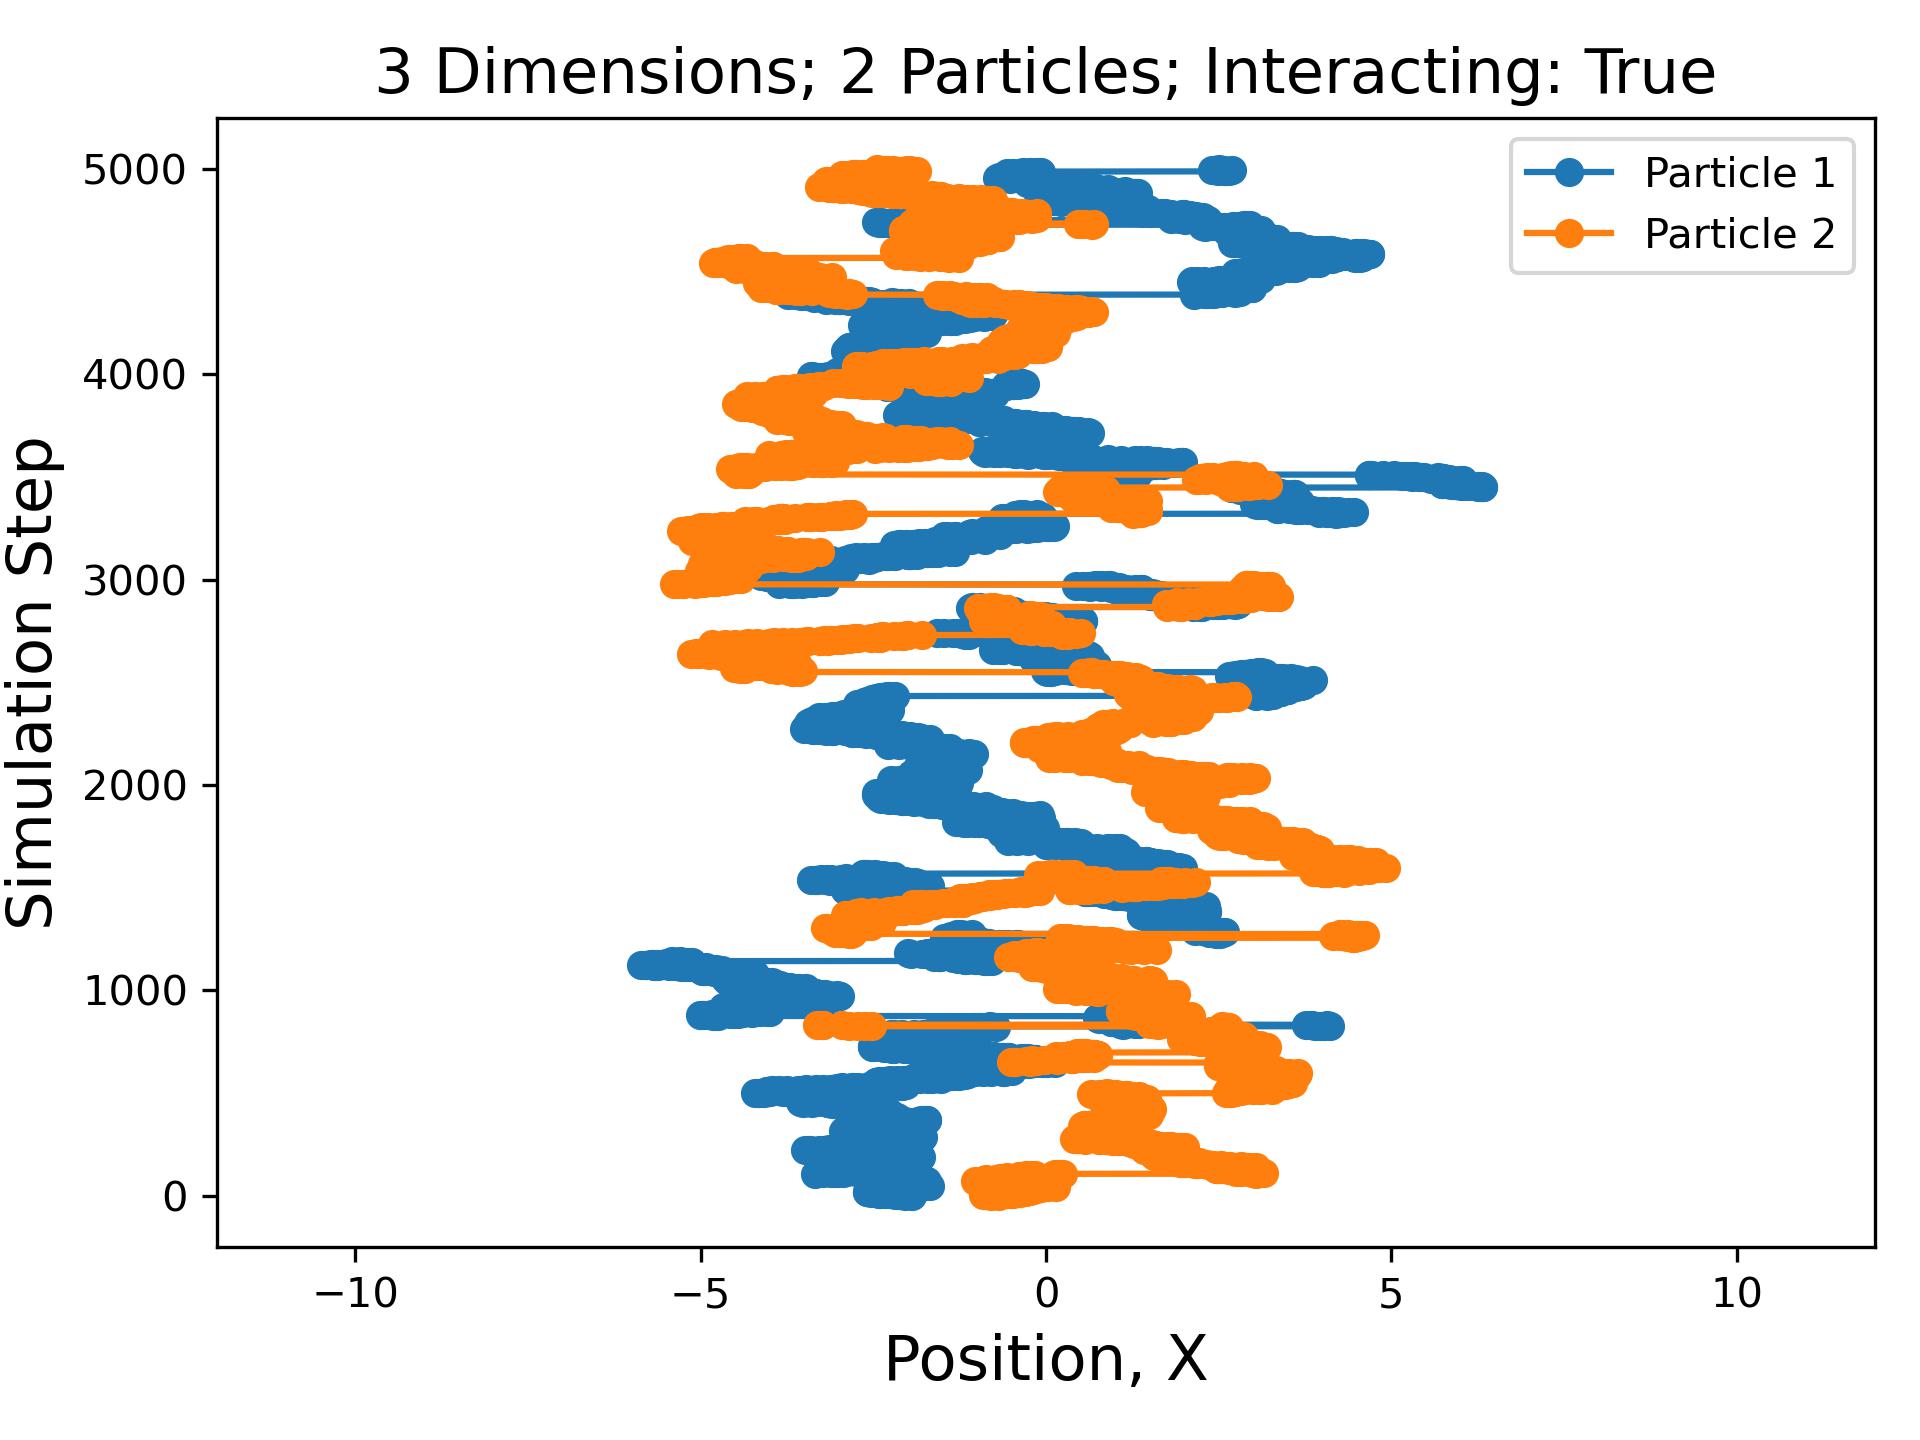 3 Dimensions; 2 Particles; Interacting: True
Particle 1
Particle 2
Simulation Step
5000
4000
3000
2000
1000
0
−10
−5
0
5
10
Position, X